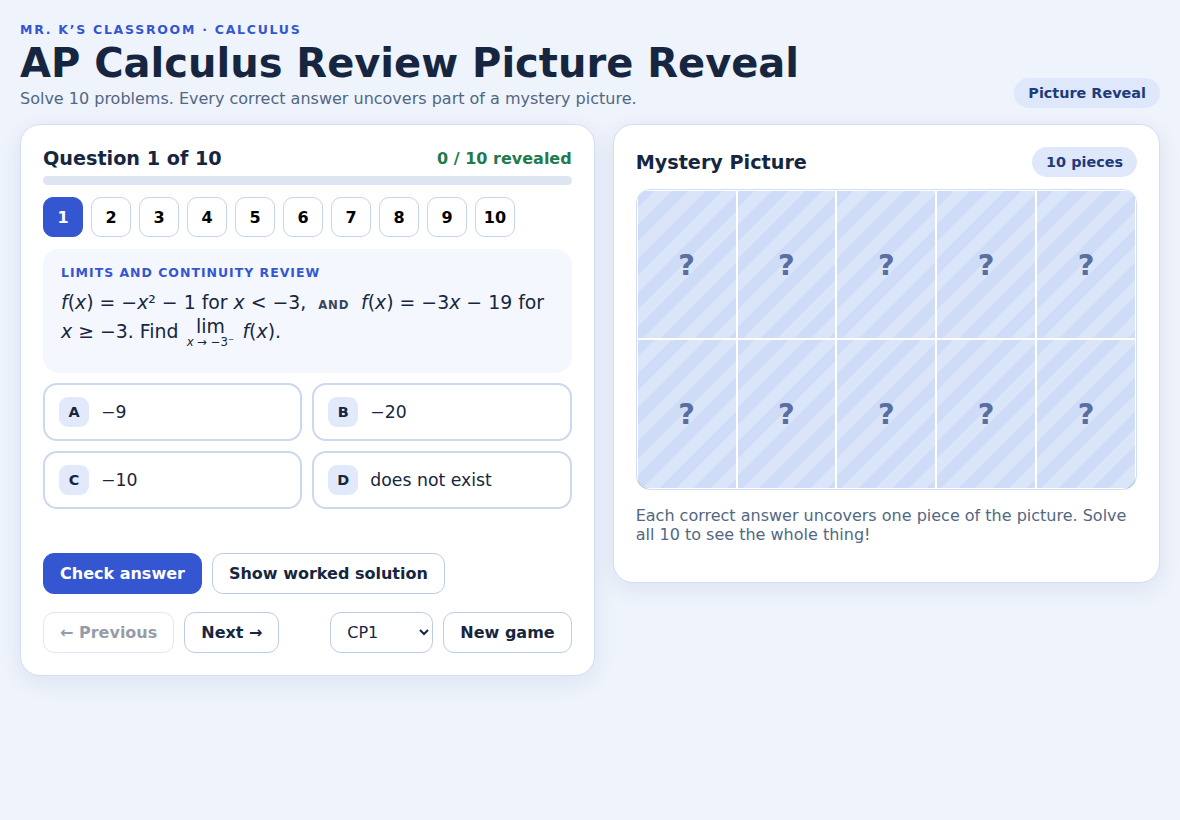 MR. K’S CLASSROOM · CALCULUS
AP Calculus Review Picture Reveal
Solve 10 problems. Every correct answer uncovers part of a mystery picture.
Picture Reveal
Question 1 of 10
0 / 10 revealed
1 2 3 4 5 6 7 8 9 10
LIMITS AND CONTINUITY REVIEW
f(x) = −x² − 1 for x < −3, AND f(x) = −3x − 19 for
x ≥ −3. Find lim x → −3⁻ f(x).
A −9
B −20
C −10
D does not exist
Check answer
Show worked solution
← Previous
Next →
CP1
New game
Mystery Picture
10 pieces
? ? ? ? ?
? ? ? ? ?
Each correct answer uncovers one piece of the picture. Solve
all 10 to see the whole thing!